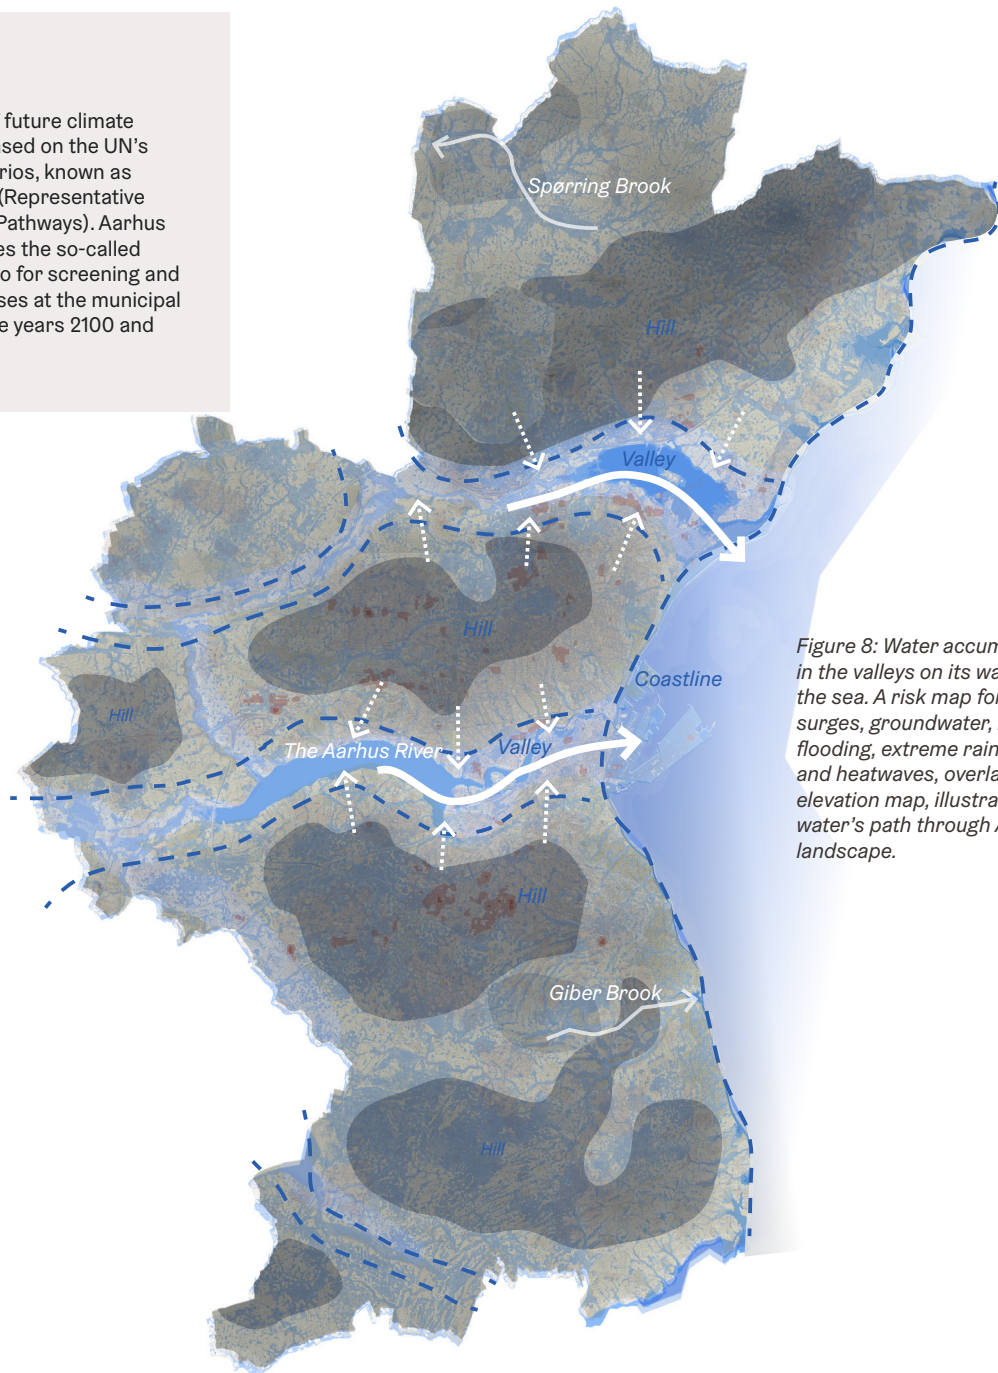 future climate
ased on the UN's
rios, known as
(Representative
Pathways). Aarhus
es the so-called
o for screening and
ses at the municipal
e years 2100 and
Spørring Brook
Hill
Valley
Hill
Coastline
Hill
The Aarhus River
Valley
Figure 8: Water accum
in the valleys on its wa
the sea. A risk map for
surges, groundwater,
flooding, extreme rain
and heatwaves, overla
elevation map, illustra
water's path through
landscape.
Hill
Giber Brook
Hill